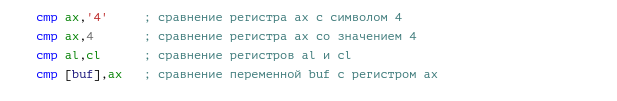 cmp ax,'4'     ; сравнение регистра ax с символом 4
cmp ax,4       ; сравнение регистра ax со значением 4
cmp al,cl      ; сравнение регистров al и cl
cmp [buf],ax   ; сравнение переменной buf с регистром ax